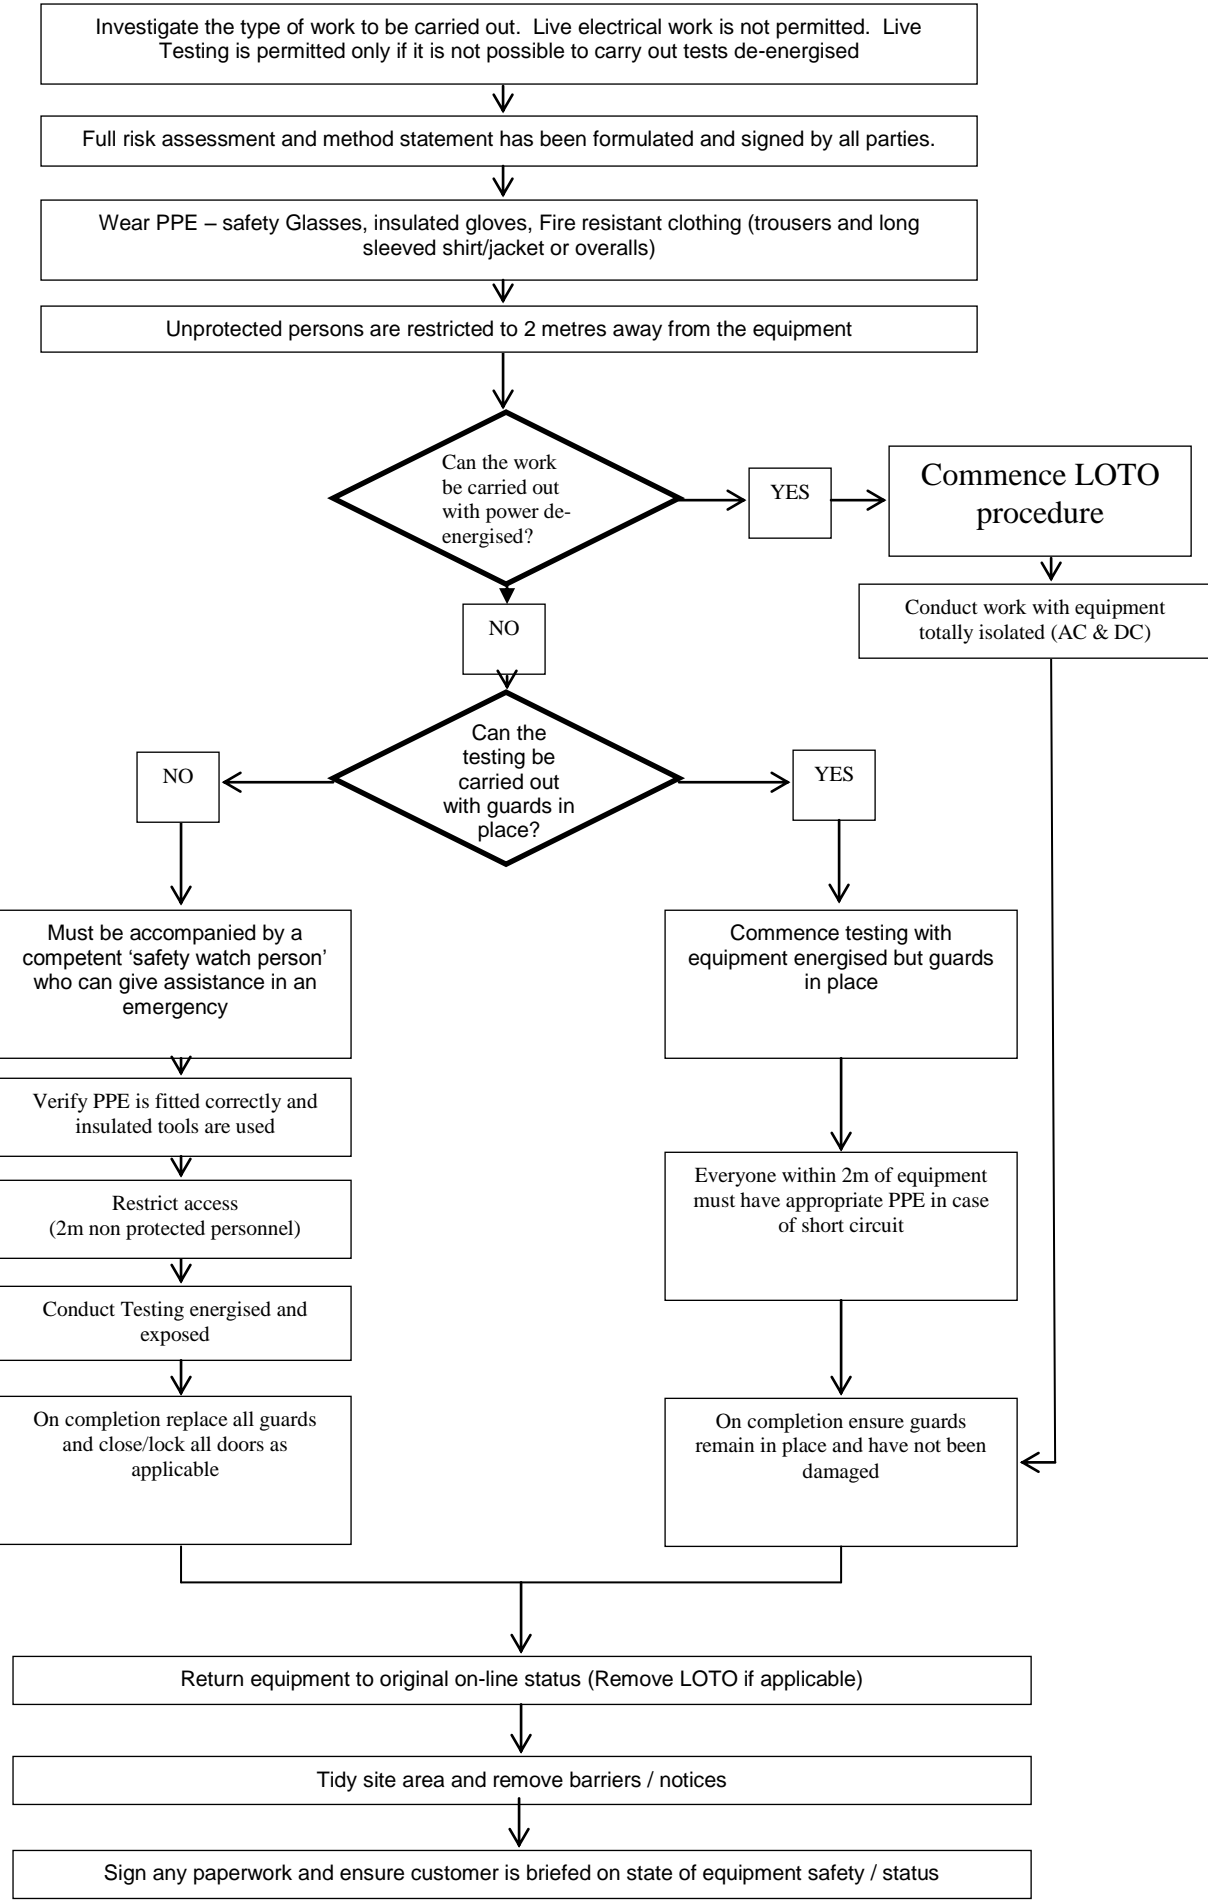 Investigate the type of work to be carried out.  Live electrical work is not permitted.  Live
Testing is permitted only if it is not possible to carry out tests de-energised
Full risk assessment and method statement has been formulated and signed by all parties.
Wear PPE – safety Glasses, insulated gloves, Fire resistant clothing (trousers and long
sleeved shirt/jacket or overalls)
Unprotected persons are restricted to 2 metres away from the equipment
Can the work
be carried out
with power de-
energised?
YES
Commence LOTO
procedure
Conduct work with equipment
totally isolated (AC & DC)
NO
Can the
testing be
carried out
with guards in
place?
NO
YES
Must be accompanied by a
competent ‘safety watch person’
who can give assistance in an
emergency
Verify PPE is fitted correctly and
insulated tools are used
Restrict access
(2m non protected personnel)
Conduct Testing energised and
exposed
On completion replace all guards
and close/lock all doors as
applicable
Commence testing with
equipment energised but guards
in place
Everyone within 2m of equipment
must have appropriate PPE in case
of short circuit
On completion ensure guards
remain in place and have not been
damaged
Return equipment to original on-line status (Remove LOTO if applicable)
Tidy site area and remove barriers / notices
Sign any paperwork and ensure customer is briefed on state of equipment safety / status